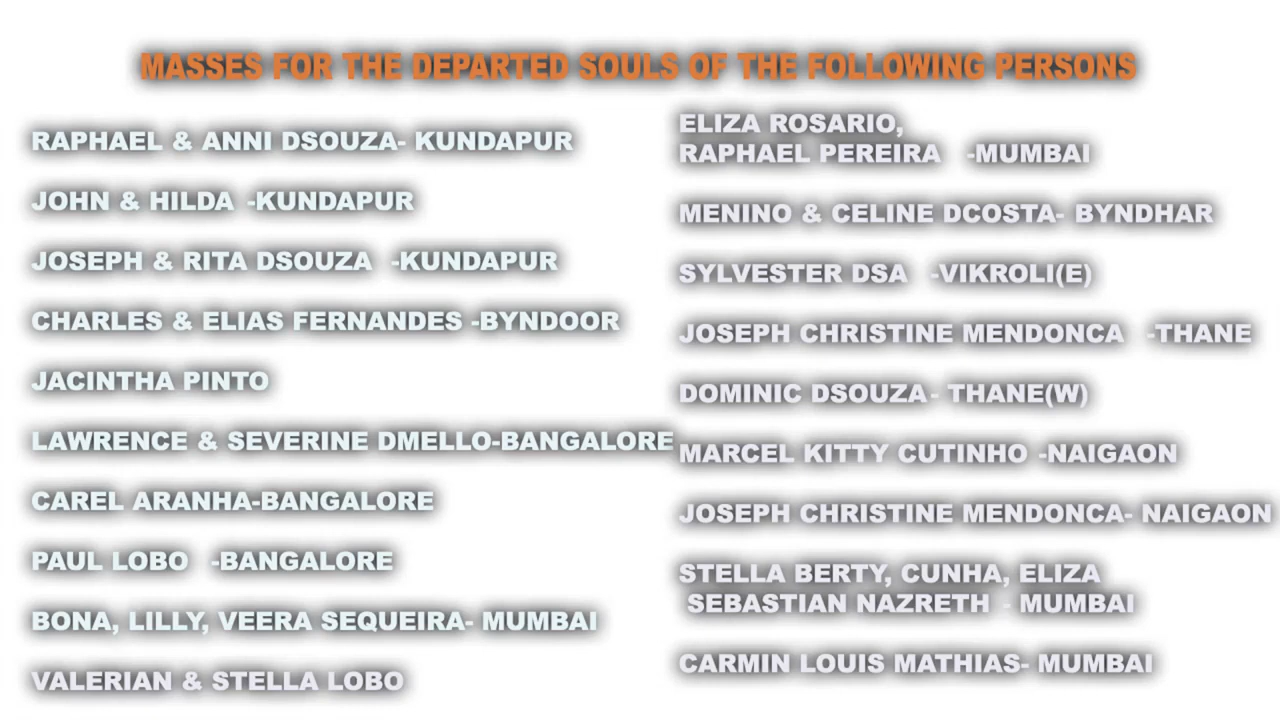 MASSES FOR THE DEPARTED SOULS OF THE FOLLOWING PERSONS
RAPHAEL & ANNI DSOUZA- KUNDAPUR
JOHN & HILDA -KUNDAPUR
JOSEPH & RITA DSOUZA -KUNDAPUR
CHARLES & ELIAS FERNANDES -BYNDOOR
JACINTHA PINTO
LAWRENCE & SEVERINE DMELLO-BANGALORE
CAREL ARANHA-BANGALORE
PAUL LOBO -BANGALORE
BONA, LILLY, VEERA SEQUEIRA- MUMBAI
VALERIAN & STELLA LOBO
ELIZA ROSARIO,
RAPHAEL PEREIRA -MUMBAI
MENINO & CELINE DCOSTA- BYNDHAR
SYLVESTER DSA -VIKROLI(E)
JOSEPH CHRISTINE MENDONCA -THANE
DOMINIC DSOUZA- THANE(W)
MARCEL KITTY CUTINHO -NAIGAON
JOSEPH CHRISTINE MENDONCA- NAIGAON
STELLA BERTY, CUNHA, ELIZA
SEBASTIAN NAZRETH - MUMBAI
CARMIN LOUIS MATHIAS- MUMBAI